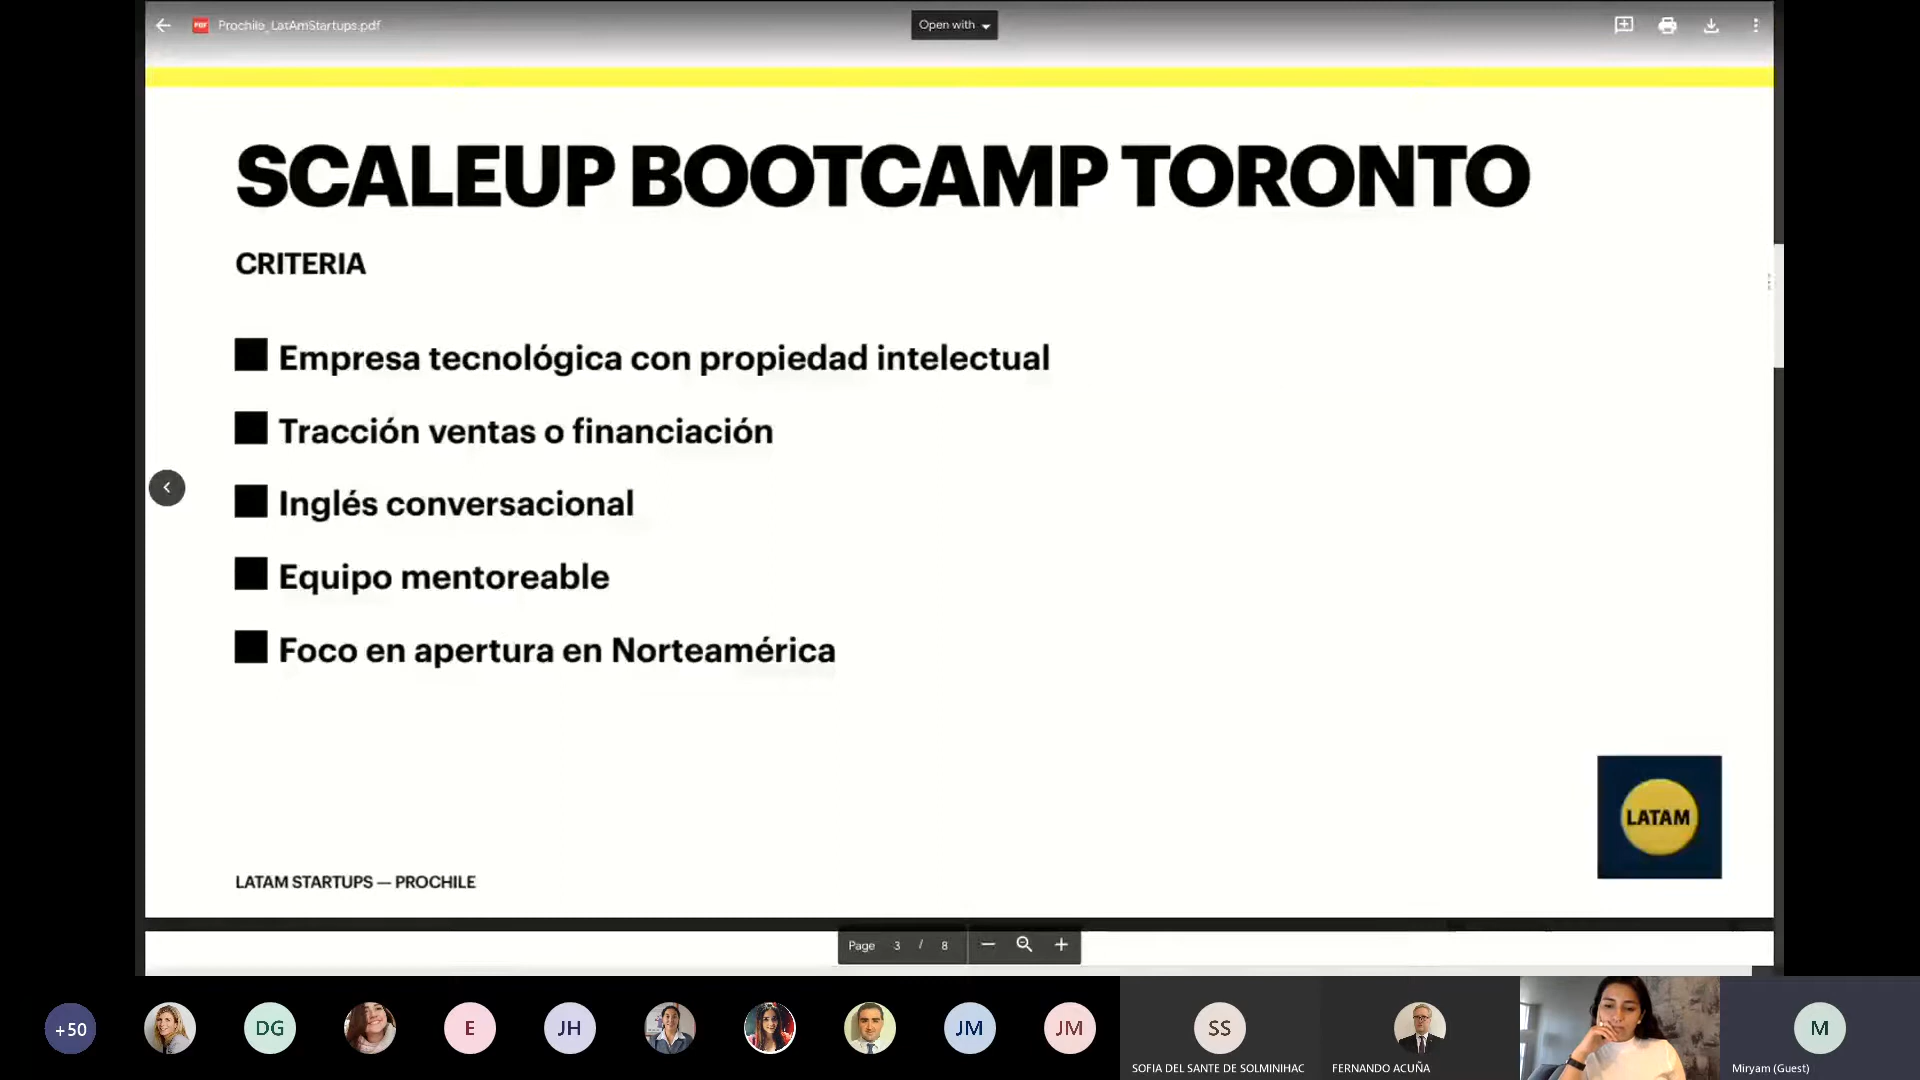 Prochile_LatAmStartups.pdf
Open with
SCALEUP BOOTCAMP TORONTO
CRITERIA
Empresa tecnológica con propiedad intelectual
Tracción ventas o financiación
Inglés conversacional
Equipo mentoreable
Foco en apertura en Norteamérica
LATAM
LATAM STARTUPS — PROCHILE
Page 3 / 8
+50
DG
E
JH
JM
JM
SS
M
SOFIA DEL SANTE DE SOLMINIHAC
FERNANDO ACUÑA
Miryam (Guest)